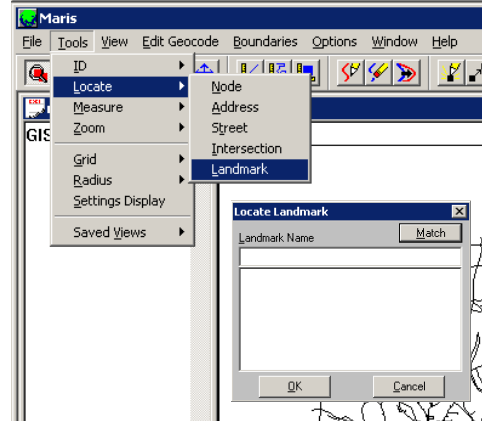 Maris
File Tools View Edit Geocode Boundaries Options Window Help
ID
Locate
Measure
Zoom
Grid
Radius
Settings Display
Saved Views
Node
Address
Street
Intersection
Landmark
GIS
Locate Landmark
Landmark Name
Match
OK Cancel